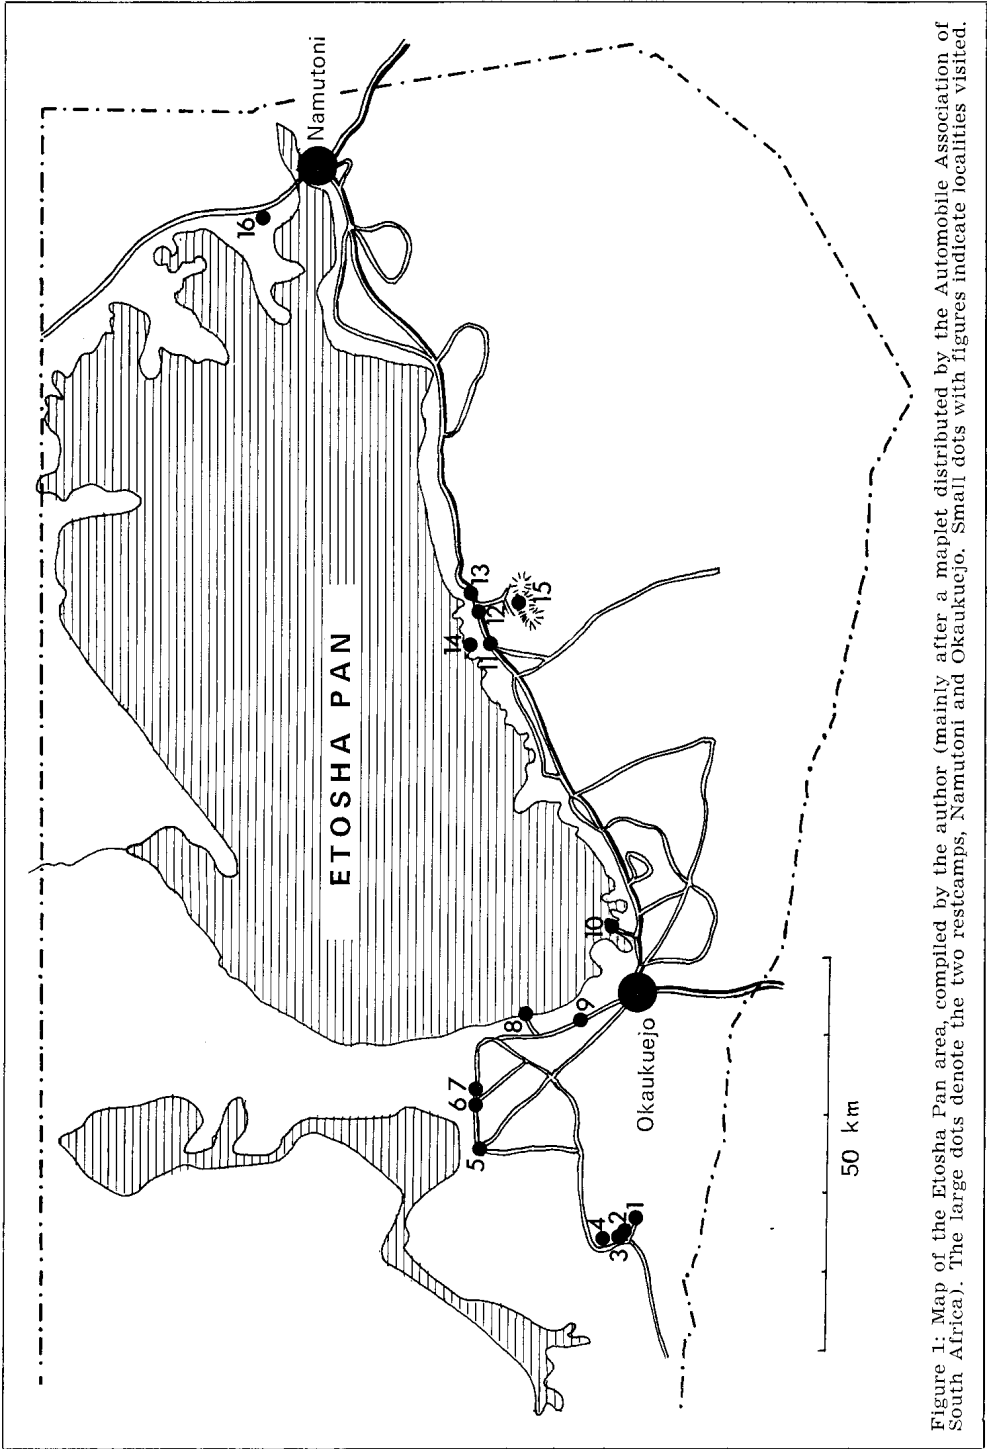 Namutoni
16
ETOSHA PAN
13
14
12
15
11
10
9
8
Okaukuejo
7
6
5
4
3
2
1
50 km
Figure 1: Map of the Etosha Pan area, compiled by the author (mainly after a maplet distributed by the Automobile Association of
South Africa). The large dots denote the two restcamps, Namutoni and Okaukuejo. Small dots with figures indicate localities visited.